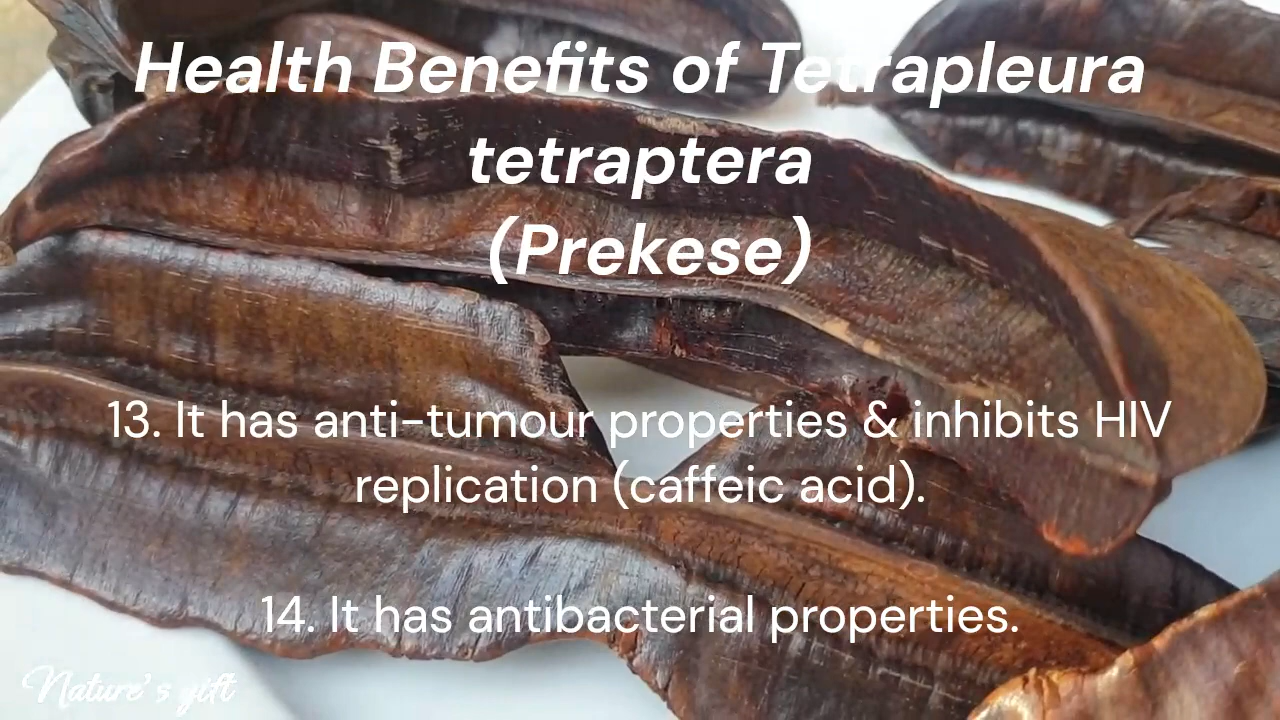 Health Benefits of Tetrapleura
tetraptera
(Prekese)
13. It has anti-tumour properties & inhibits HIV
replication (caffeic acid).
14. It has antibacterial properties.
Nature's gift